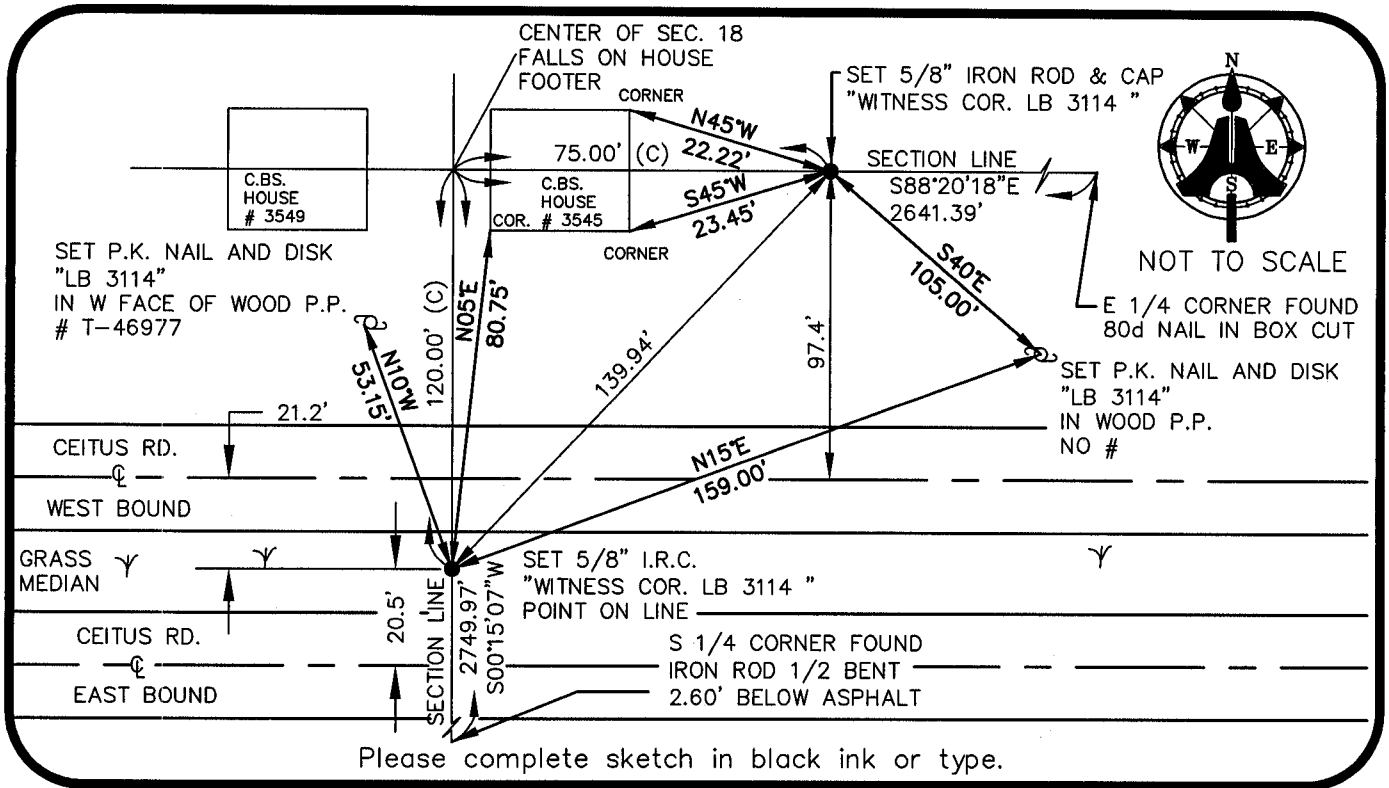 CENTER OF SEC. 18
FALLS ON HOUSE
FOOTER
SET 5/8" IRON ROD & CAP
"WITNESS COR. LB 3114 "
N
W
E
S
NOT TO SCALE
CORNER
N45°W
22.22'
75.00' (C)
SECTION LINE
S88°20'18"E
2641.39'
C.BS.
HOUSE
# 3549
C.BS.
HOUSE
COR. # 3545
S45°W
23.45'
CORNER
SET P.K. NAIL AND DISK
"LB 3114"
IN W FACE OF WOOD P.P.
# T-46977
S40°E
105.00'
E 1/4 CORNER FOUND
80d NAIL IN BOX CUT
120.00' (C)
N05°E
80.75'
139.94'
97.4'
N10°W
53.15'
SET P.K. NAIL AND DISK
"LB 3114"
IN WOOD P.P.
NO #
21.2'
CEITUS RD.
℄
WEST BOUND
N15°E
159.00'
GRASS
MEDIAN
SET 5/8" I.R.C.
"WITNESS COR. LB 3114 "
POINT ON LINE
20.5'
SECTION LINE
2749.97'
S00°15'07"W
CEITUS RD.
℄
EAST BOUND
S 1/4 CORNER FOUND
IRON ROD 1/2 BENT
2.60' BELOW ASPHALT
Please complete sketch in black ink or type.